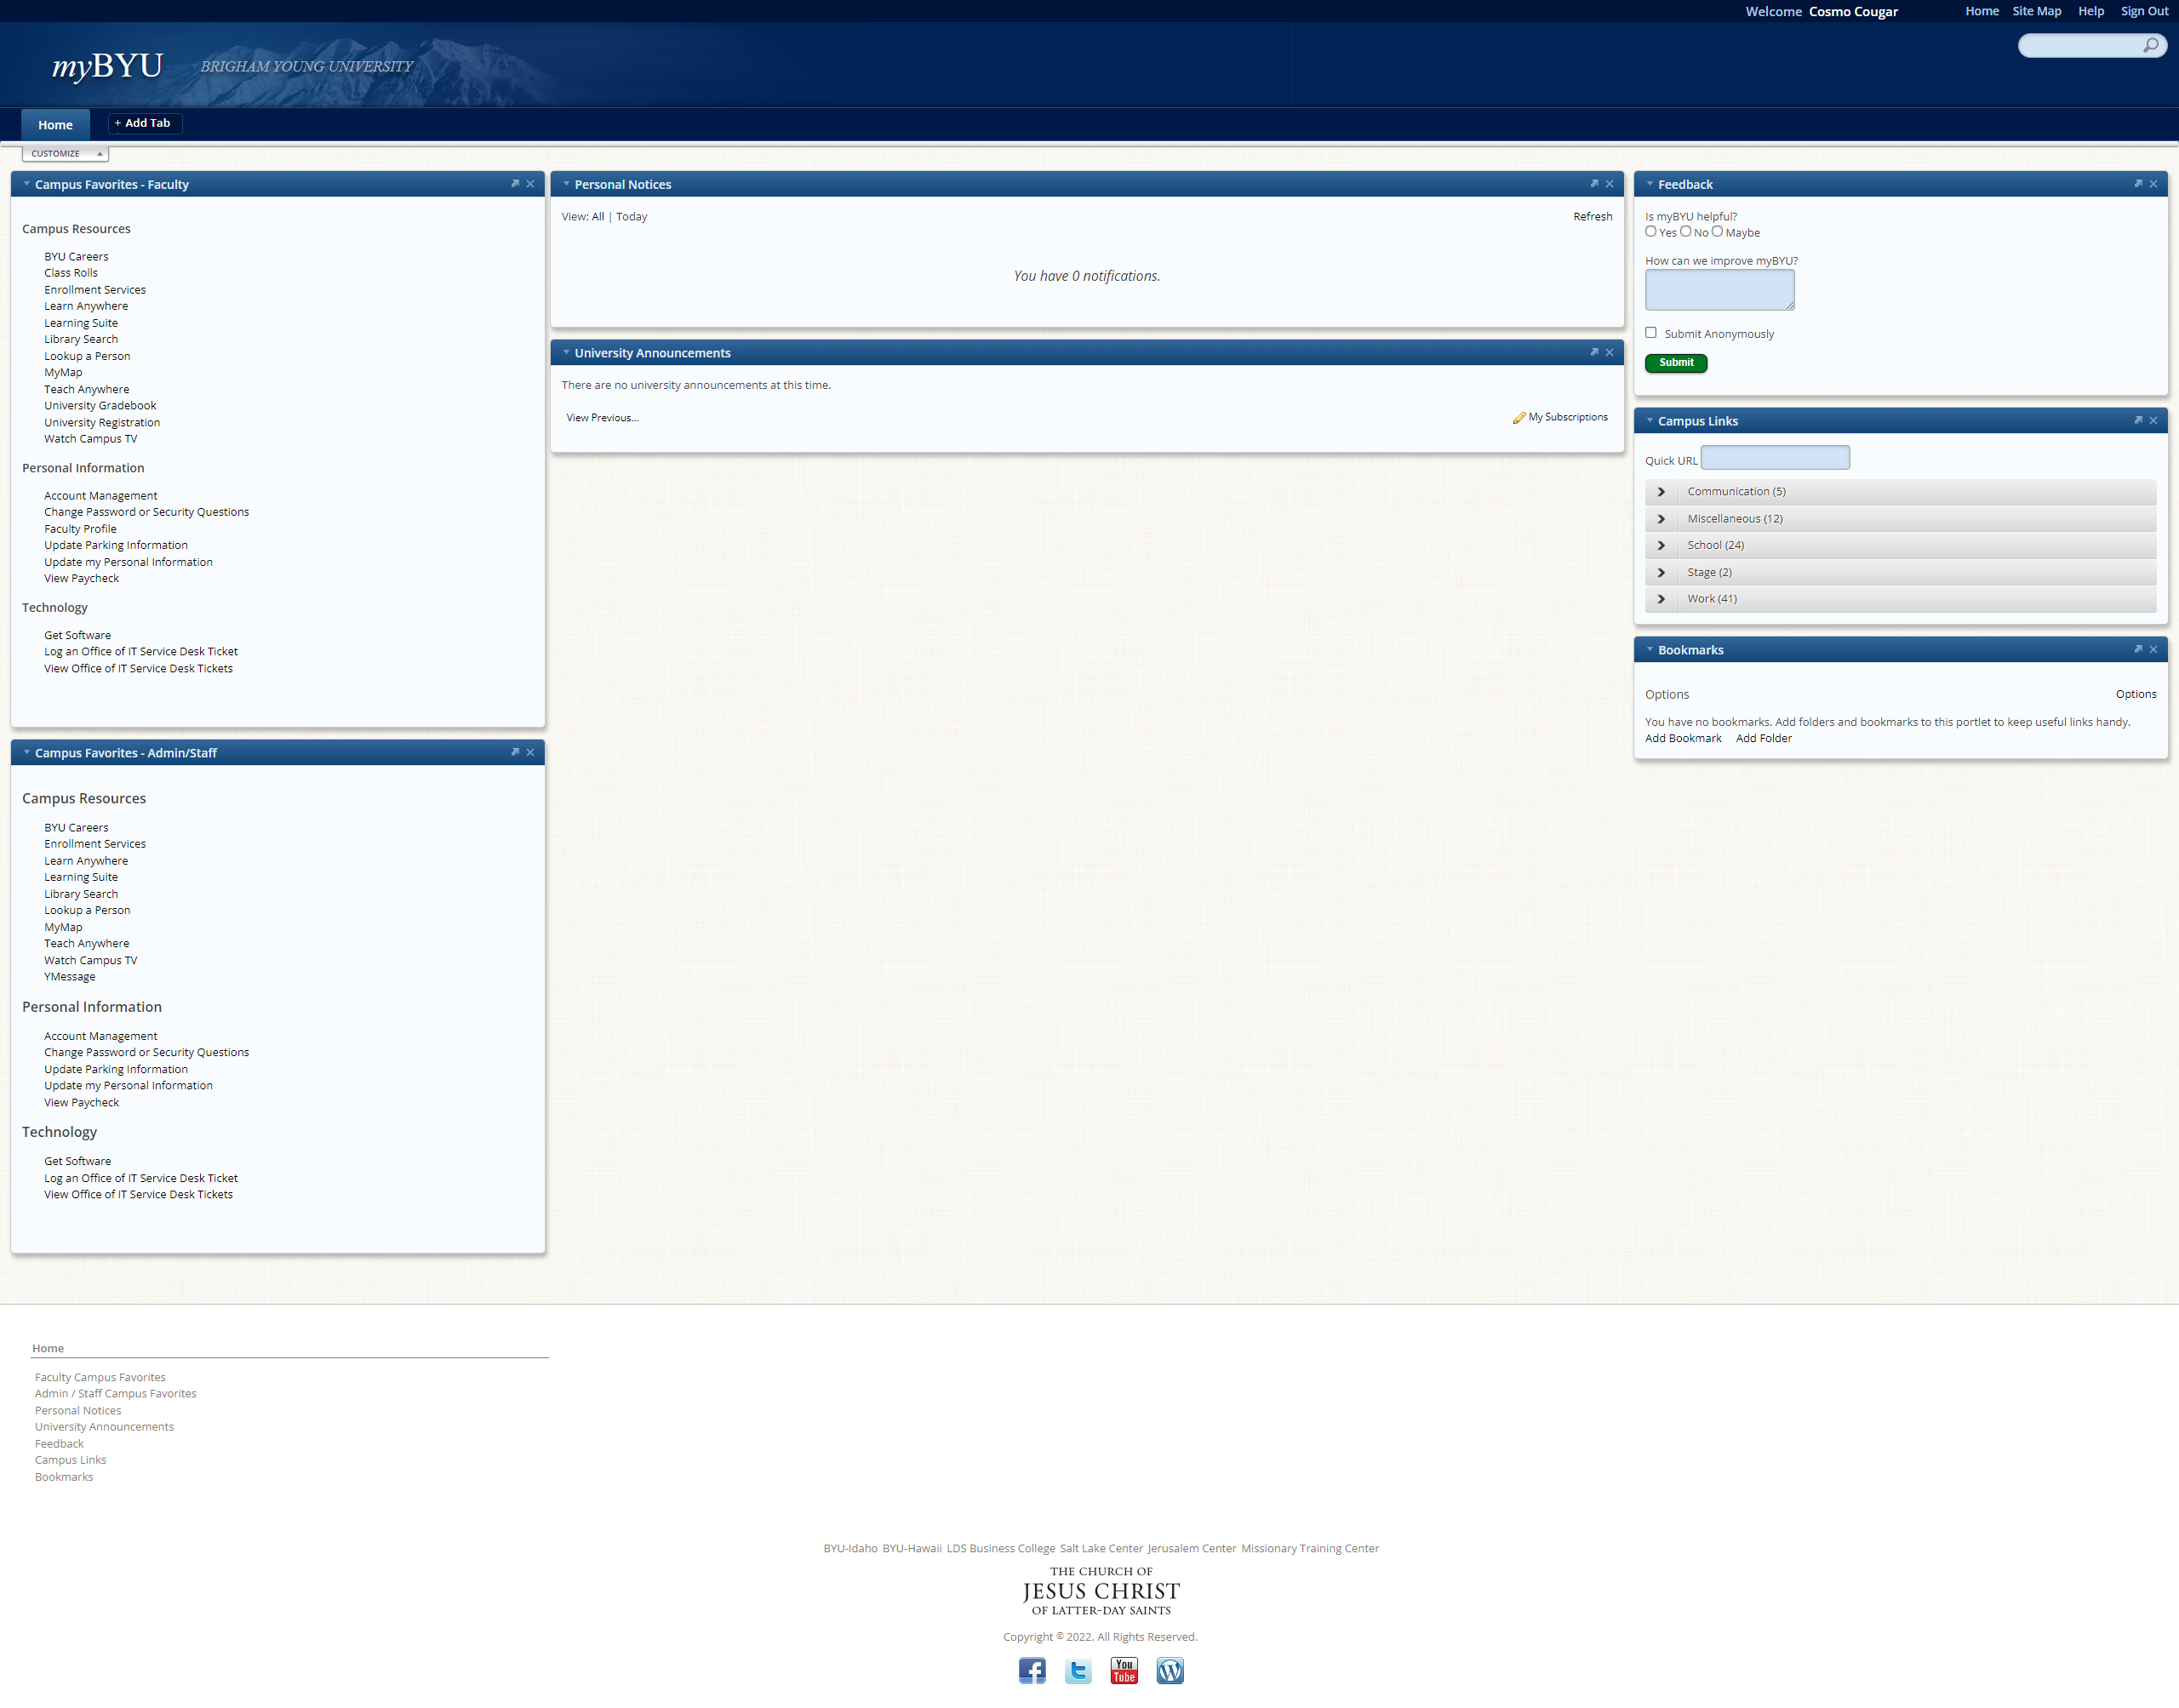 Welcome Cosmo Cougar Home Site Map Help Sign Out
myBYU BRIGHAM YOUNG UNIVERSITY
Home + Add Tab
CUSTOMIZE
Campus Favorites - Faculty
Campus Resources
BYU Careers
Class Rolls
Enrollment Services
Learn Anywhere
Learning Suite
Library Search
Lookup a Person
MyMap
Teach Anywhere
University Gradebook
University Registration
Watch Campus TV
Personal Information
Account Management
Change Password or Security Questions
Faculty Profile
Update Parking Information
Update my Personal Information
View Paycheck
Technology
Get Software
Log an Office of IT Service Desk Ticket
View Office of IT Service Desk Tickets
Campus Favorites - Admin/Staff
Campus Resources
BYU Careers
Enrollment Services
Learn Anywhere
Learning Suite
Library Search
Lookup a Person
MyMap
Teach Anywhere
Watch Campus TV
YMessage
Personal Information
Account Management
Change Password or Security Questions
Update Parking Information
Update my Personal Information
View Paycheck
Technology
Get Software
Log an Office of IT Service Desk Ticket
View Office of IT Service Desk Tickets
Personal Notices
View: All | Today Refresh
You have 0 notifications.
University Announcements
There are no university announcements at this time.
View Previous... My Subscriptions
Feedback
Is myBYU helpful?
Yes No Maybe
How can we improve myBYU?
Submit Anonymously
Submit
Campus Links
Quick URL
Communication (5)
Miscellaneous (12)
School (24)
Stage (2)
Work (41)
Bookmarks
Options Options
You have no bookmarks. Add folders and bookmarks to this portlet to keep useful links handy.
Add Bookmark Add Folder
Home
Faculty Campus Favorites
Admin / Staff Campus Favorites
Personal Notices
University Announcements
Feedback
Campus Links
Bookmarks
BYU-Idaho BYU-Hawaii LDS Business College Salt Lake Center Jerusalem Center Missionary Training Center
THE CHURCH OF
JESUS CHRIST
OF LATTER-DAY SAINTS
Copyright © 2022. All Rights Reserved.
You
Tube